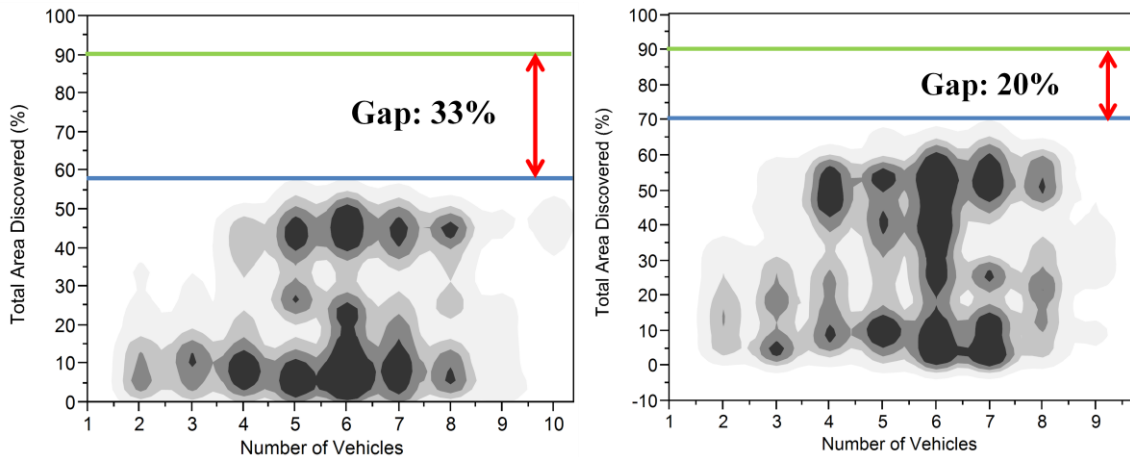 100
90
80
70
60
50
40
30
20
10
0
Total Area Discovered (%)
Gap: 33%
1 2 3 4 5 6 7 8 9 10
Number of Vehicles
100
90
80
70
60
50
40
30
20
10
0
-10
Total Area Discovered (%)
Gap: 20%
1 2 3 4 5 6 7 8 9
Number of Vehicles